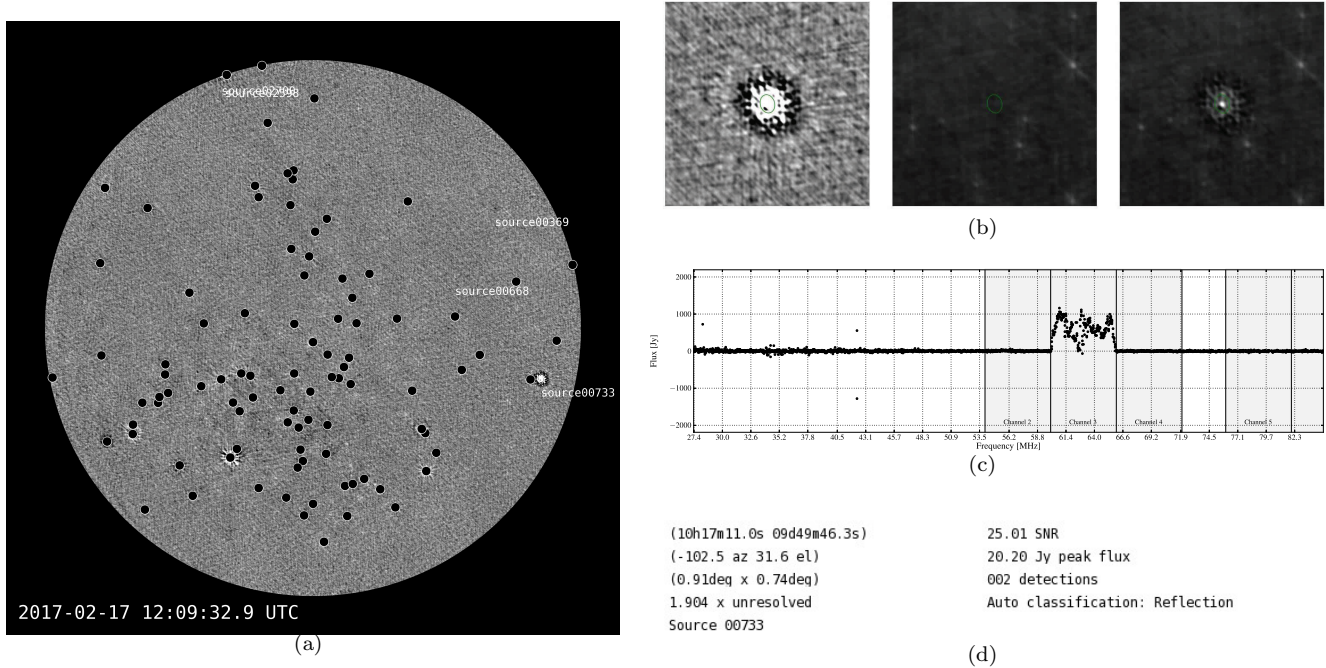 source02598
source00369
source00668
source00733
2017-02-17 12:09:32.9 UTC
(a)
(b)
Flux [Jy]
2000
1000
0
−1000
−2000
Channel 2
Channel 3
Channel 4
Channel 5
27.4 30.0 32.6 35.2 37.8 40.5 43.1 45.7 48.3 50.9 53.5 56.2 58.8 61.4 64.0 66.6 69.2 71.9 74.5 77.1 79.7 82.3
Frequency [MHz]
(c)
(10h17m11.0s 09d49m46.3s)
(-102.5 az 31.6 el)
(0.91deg x 0.74deg)
1.904 x unresolved
Source 00733
25.01 SNR
20.20 Jy peak flux
002 detections
Auto classification: Reflection
(d)